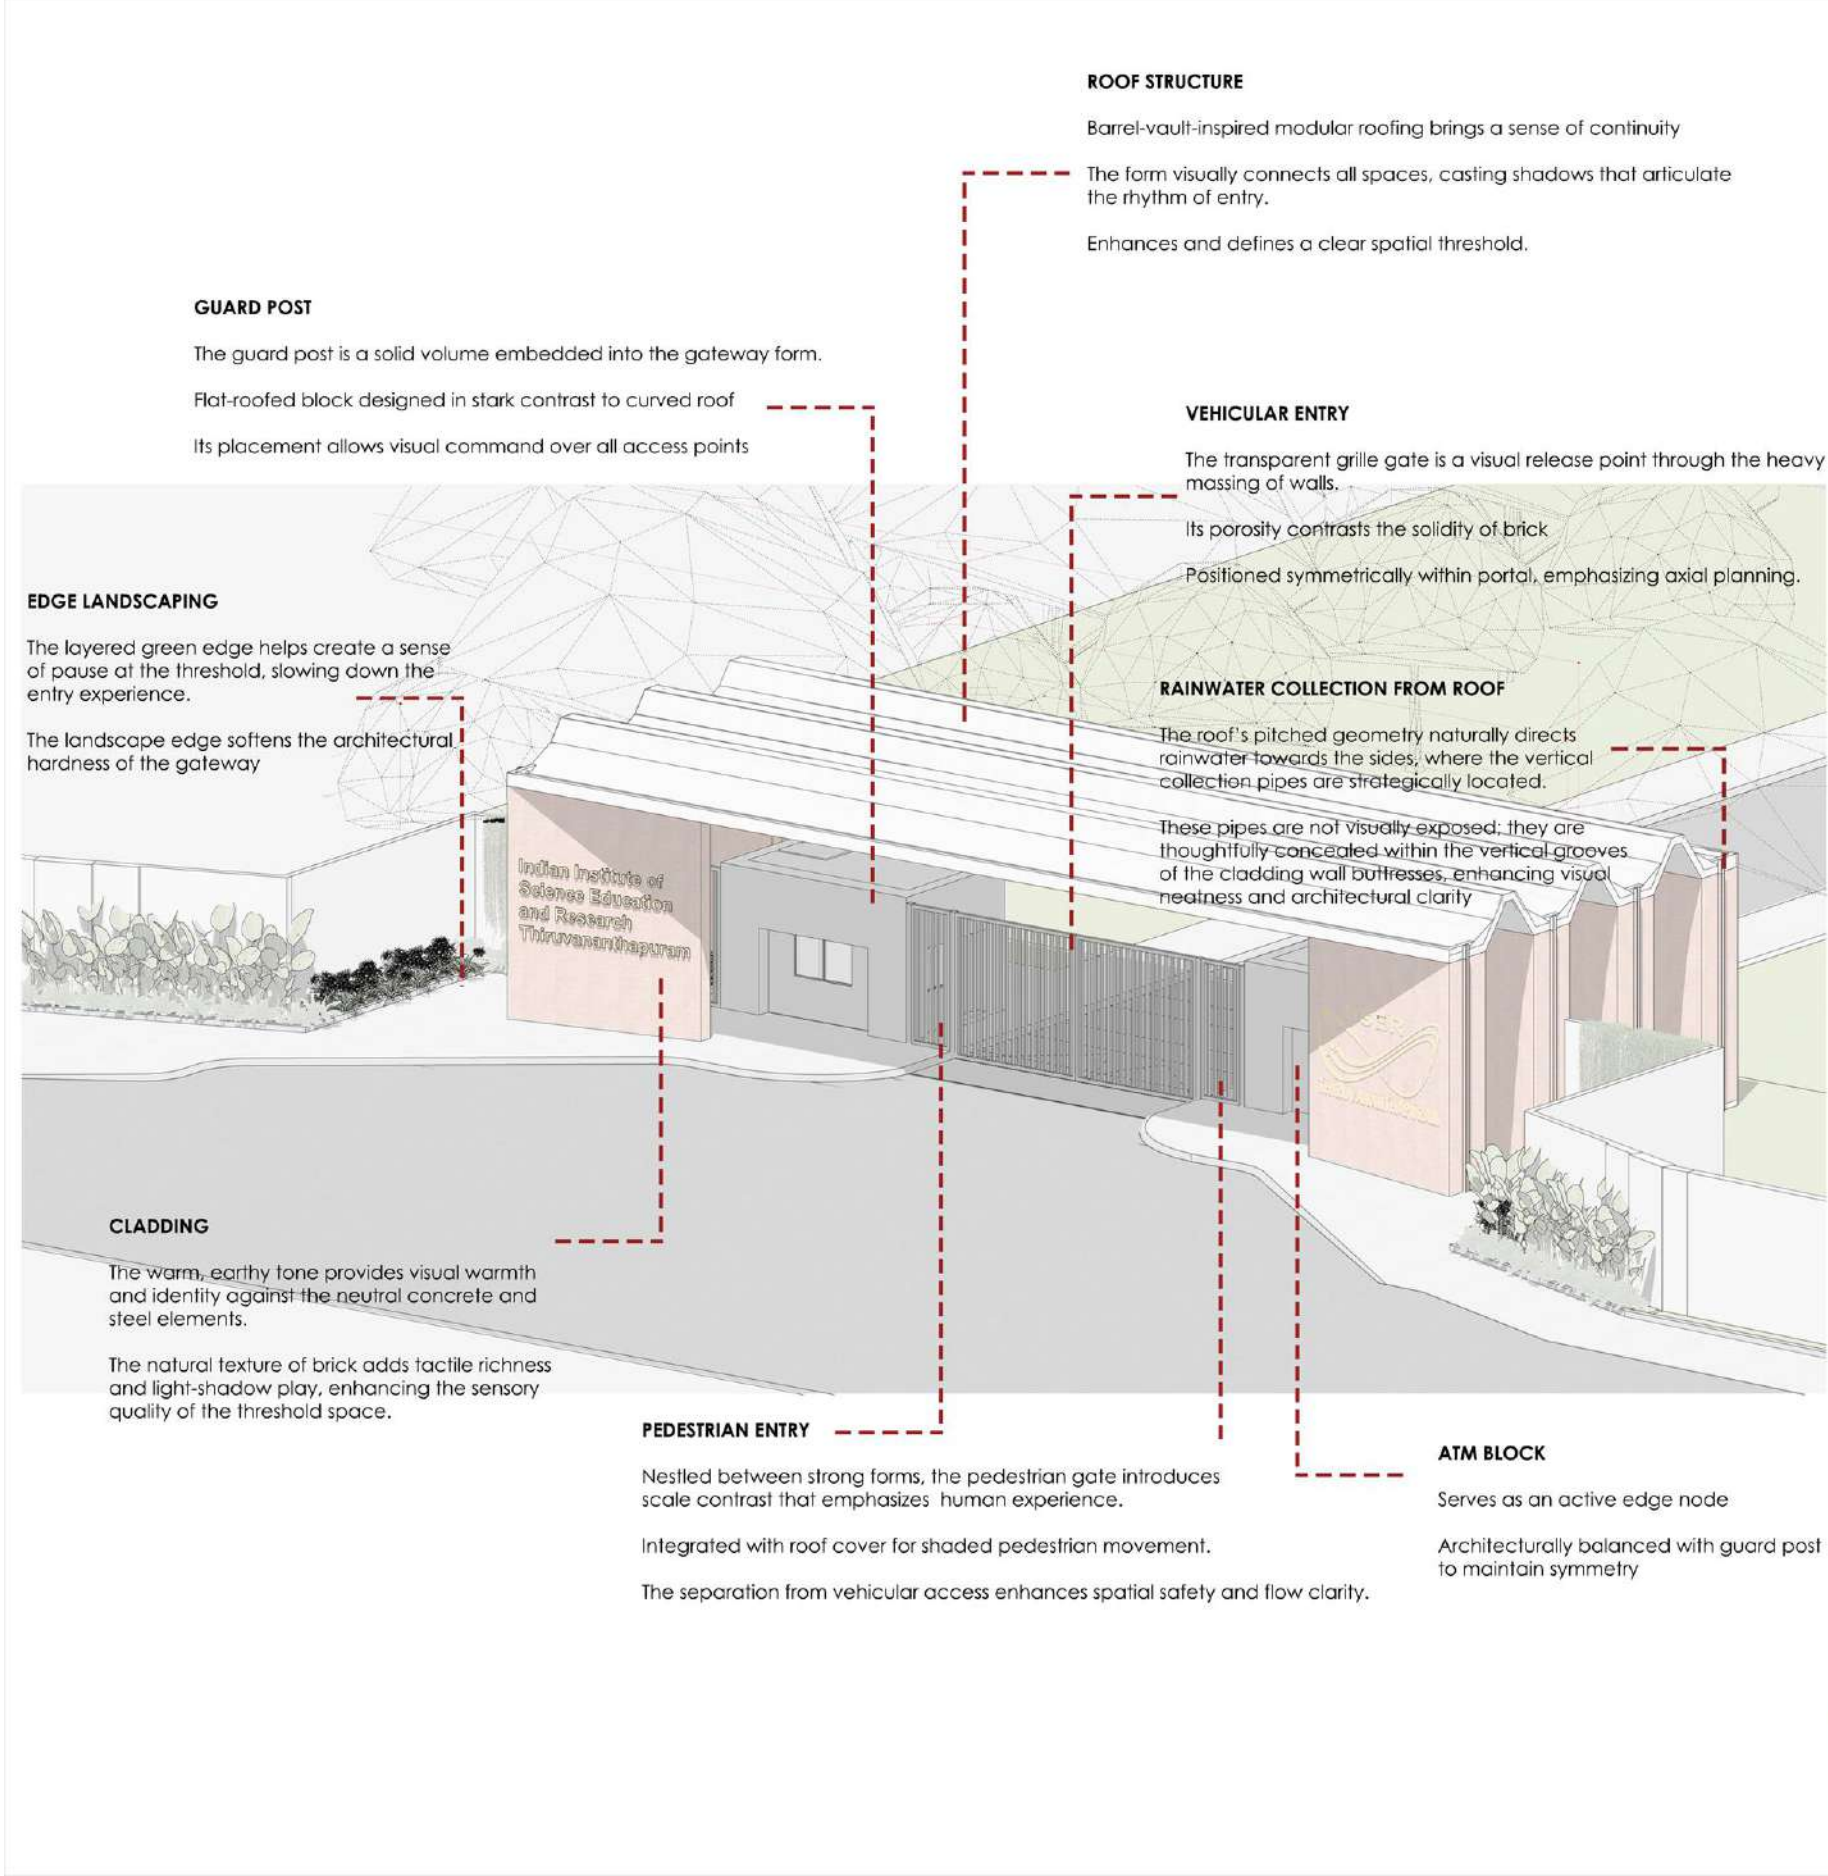 ROOF STRUCTURE
Barrel-vault-inspired modular roofing brings a sense of continuity
The form visually connects all spaces, casting shadows that articulate
the rhythm of entry.
Enhances and defines a clear spatial threshold.
GUARD POST
The guard post is a solid volume embedded into the gateway form.
Flat-roofed block designed in stark contrast to curved roof
Its placement allows visual command over all access points
VEHICULAR ENTRY
The transparent grille gate is a visual release point through the heavy
massing of walls.
Its porosity contrasts the solidity of brick
Positioned symmetrically within portal, emphasizing axial planning.
EDGE LANDSCAPING
The layered green edge helps create a sense
of pause at the threshold, slowing down the
entry experience.
The landscape edge softens the architectural
hardness of the gateway
RAINWATER COLLECTION FROM ROOF
The roof's pitched geometry naturally directs
rainwater towards the sides, where the vertical
collection pipes are strategically located.
These pipes are not visually exposed; they are
thoughtfully concealed within the vertical grooves
of the cladding wall buttresses, enhancing visual
neatness and architectural clarity
Indian Institute of
Science Education
and Research
Thiruvananthapuram
CLADDING
The warm, earthy tone provides visual warmth
and identity against the neutral concrete and
steel elements.
The natural texture of brick adds tactile richness
and light-shadow play, enhancing the sensory
quality of the threshold space.
PEDESTRIAN ENTRY
Nestled between strong forms, the pedestrian gate introduces
scale contrast that emphasizes human experience.
Integrated with roof cover for shaded pedestrian movement.
The separation from vehicular access enhances spatial safety and flow clarity.
ATM BLOCK
Serves as an active edge node
Architecturally balanced with guard post
to maintain symmetry